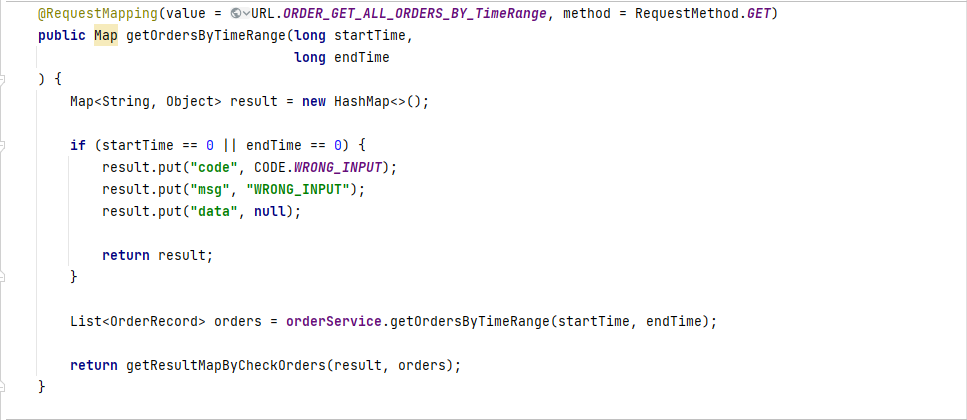 @RequestMapping(value = URL.ORDER_GET_ALL_ORDERS_BY_TimeRange, method = RequestMethod.GET)
public Map getOrdersByTimeRange(long startTime,
                                long endTime
) {
    Map<String, Object> result = new HashMap<>();

    if (startTime == 0 || endTime == 0) {
        result.put("code", CODE.WRONG_INPUT);
        result.put("msg", "WRONG_INPUT");
        result.put("data", null);

        return result;
    }

    List<OrderRecord> orders = orderService.getOrdersByTimeRange(startTime, endTime);

    return getResultMapByCheckOrders(result, orders);
}